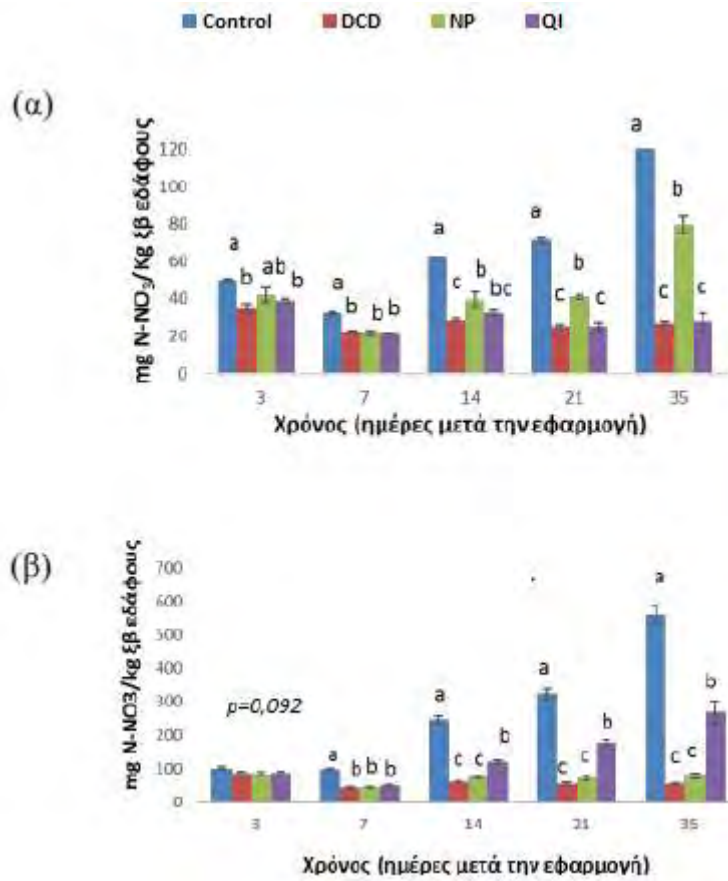 Control DCD NP QI
(α)
mg N-NO3/Kg ξβ εδάφους
120
100
80
60
40
20
0
a b ab b
a b b b
a c b bc
a c b c
a c b c
3 7 14 21 35
Χρόνος (ημέρες μετά την εφαρμογή)
(β)
mg N-NO3/kg ξβ εδάφους
700
600
500
400
300
200
100
0
p=0,092
a b b b
a c c b
a c c b
a c c b
3 7 14 21 35
Χρόνος (ημέρες μετά την εφαρμογή)